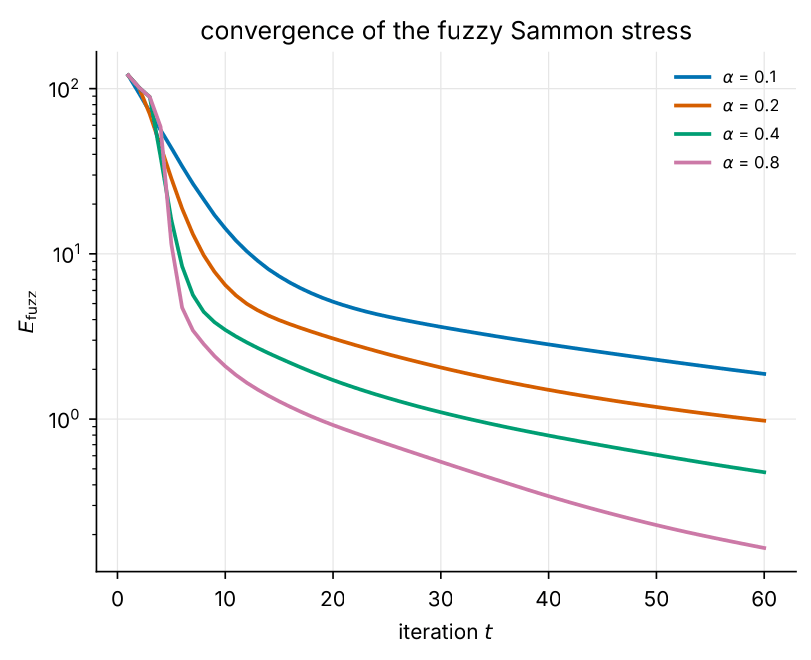 convergence of the fuzzy Sammon stress
α = 0.1
α = 0.2
α = 0.4
α = 0.8
10²
10¹
10⁰
E_fuzz
0 10 20 30 40 50 60
iteration t